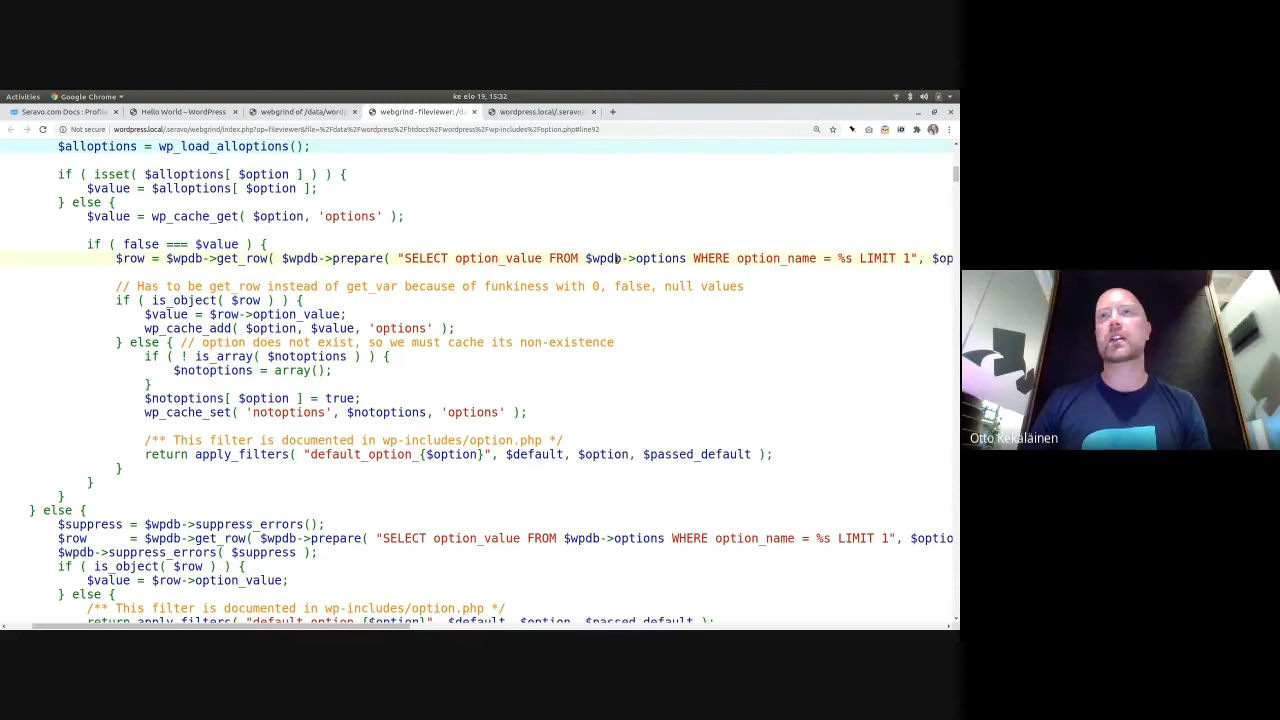 Activities Google Chrome ke elo 19, 15:32
Seravo.com Docs : Profile Hello World – WordPress webgrind of /data/word webgrind - fileviewer: /d wordpress.local/.seravo/
Not secure wordpress.local/.seravo/webgrind/index.php?op=fileviewer&file=%2Fdata%2Fwordpress%2Fhtdocs%2Fwordpress%2Fwp-includes%2Foption.php#line92
$alloptions = wp_load_alloptions();
if ( isset( $alloptions[ $option ] ) ) {
$value = $alloptions[ $option ];
} else {
$value = wp_cache_get( $option, 'options' );
if ( false === $value ) {
$row = $wpdb->get_row( $wpdb->prepare( "SELECT option_value FROM $wpdb->options WHERE option_name = %s LIMIT 1", $op
// Has to be get_row instead of get_var because of funkiness with 0, false, null values
if ( is_object( $row ) ) {
$value = $row->option_value;
wp_cache_add( $option, $value, 'options' );
} else { // option does not exist, so we must cache its non-existence
if ( ! is_array( $notoptions ) ) {
$notoptions = array();
}
$notoptions[ $option ] = true;
wp_cache_set( 'notoptions', $notoptions, 'options' );
/** This filter is documented in wp-includes/option.php */
return apply_filters( "default_option_{$option}", $default, $option, $passed_default );
}
}
}
} else {
$suppress = $wpdb->suppress_errors();
$row = $wpdb->get_row( $wpdb->prepare( "SELECT option_value FROM $wpdb->options WHERE option_name = %s LIMIT 1", $optio
$wpdb->suppress_errors( $suppress );
if ( is_object( $row ) ) {
$value = $row->option_value;
} else {
/** This filter is documented in wp-includes/option.php */
return apply_filters( "default_option_{$option}", $default, $option, $passed_default );
Otto Kekäläinen